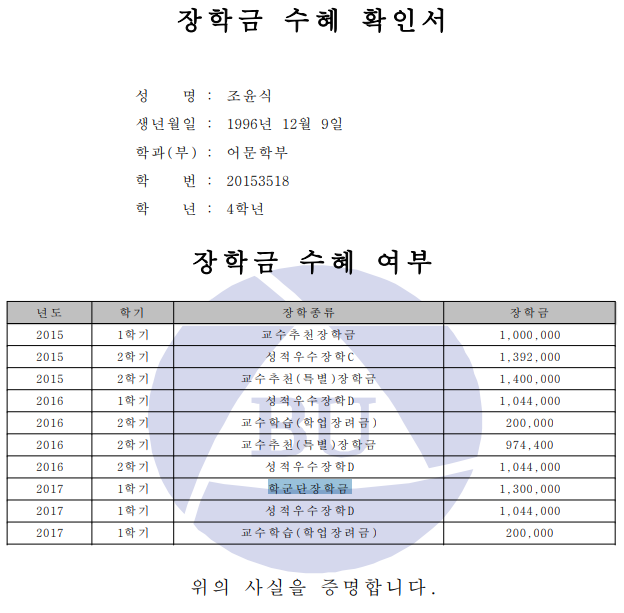 장학금 수혜 확인서
성 명 : 조윤식
생년월일 : 1996년 12월 9일
학과(부) : 어문학부
학 번 : 20153518
학 년 : 4학년
장학금 수혜 여부
년도 학기 장학종류 장학금
2015 1학기 교수추천장학금 1,000,000
2015 2학기 성적우수장학C 1,392,000
2015 2학기 교수추천(특별)장학금 1,400,000
2016 1학기 성적우수장학D 1,044,000
2016 2학기 교수학습(학업장려금) 200,000
2016 2학기 교수추천(특별)장학금 974,400
2016 2학기 성적우수장학D 1,044,000
2017 1학기 학군단장학금 1,300,000
2017 1학기 성적우수장학D 1,044,000
2017 1학기 교수학습(학업장려금) 200,000
BU
위의 사실을 증명합니다.